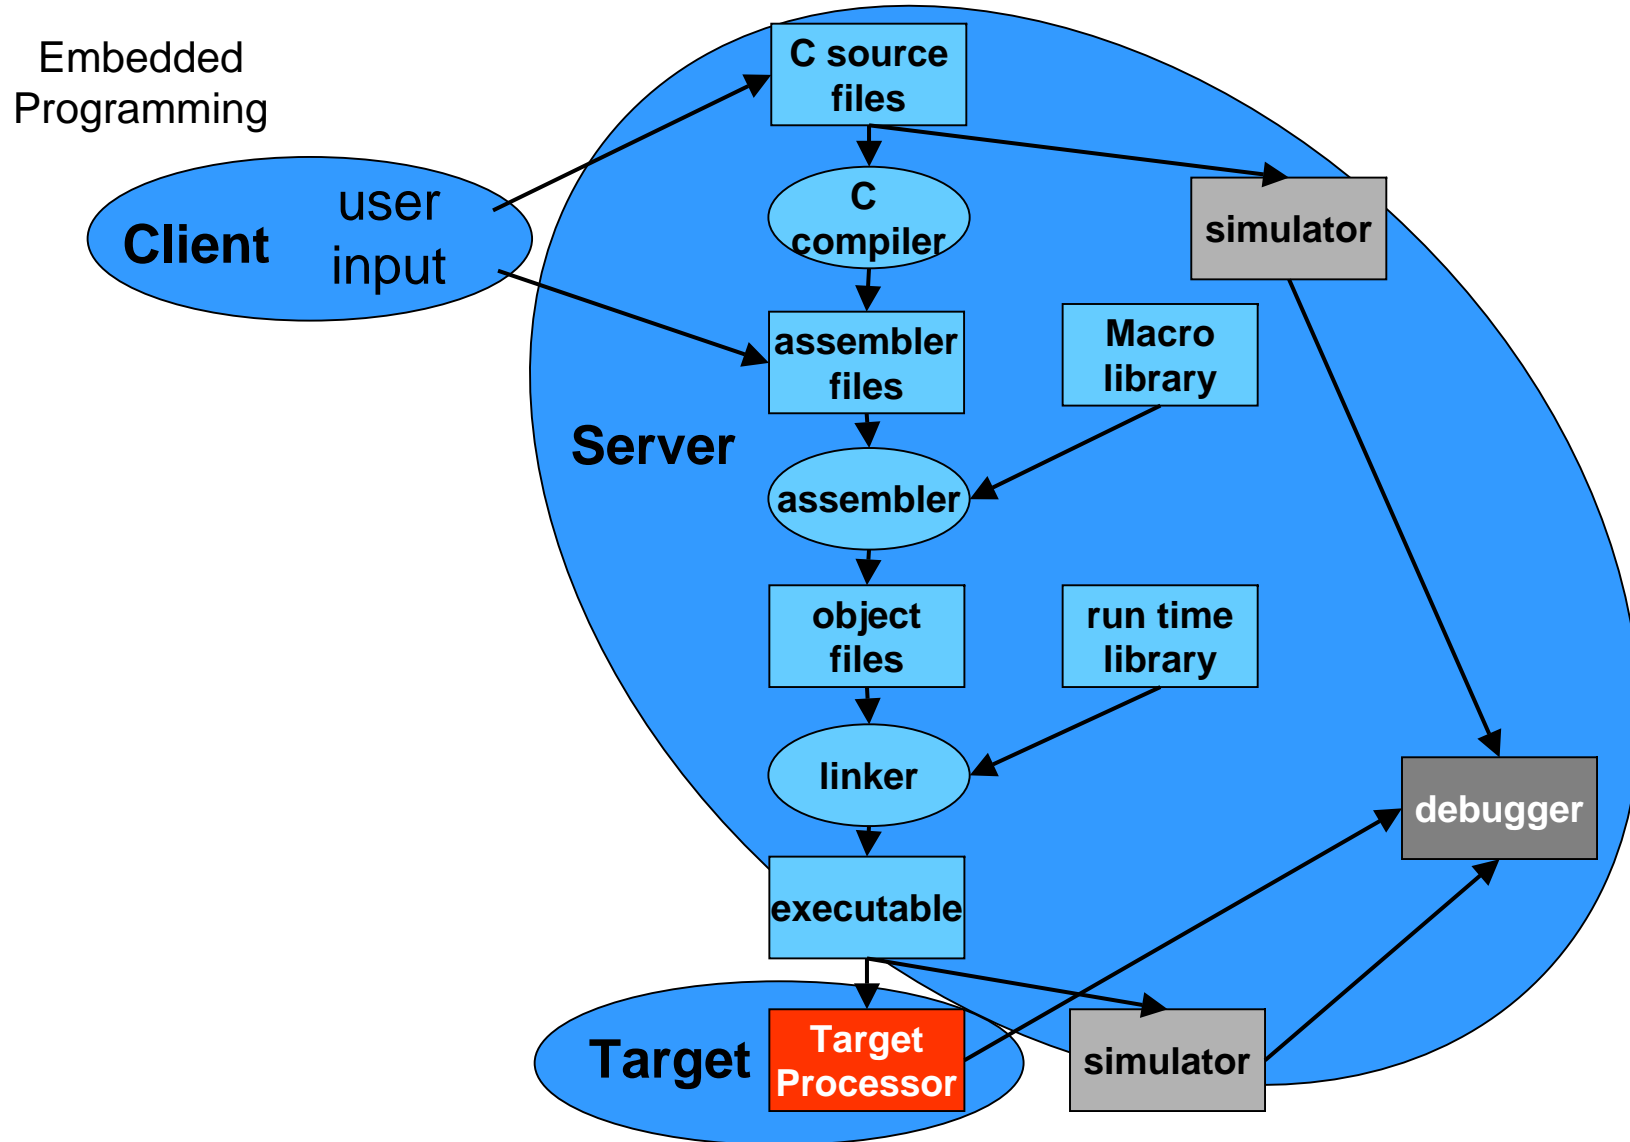 Embedded
Programming
C source
files
Client
user
input
C
compiler
simulator
assembler
files
Macro
library
Server
assembler
object
files
run time
library
linker
debugger
executable
Target
Target
Processor
simulator